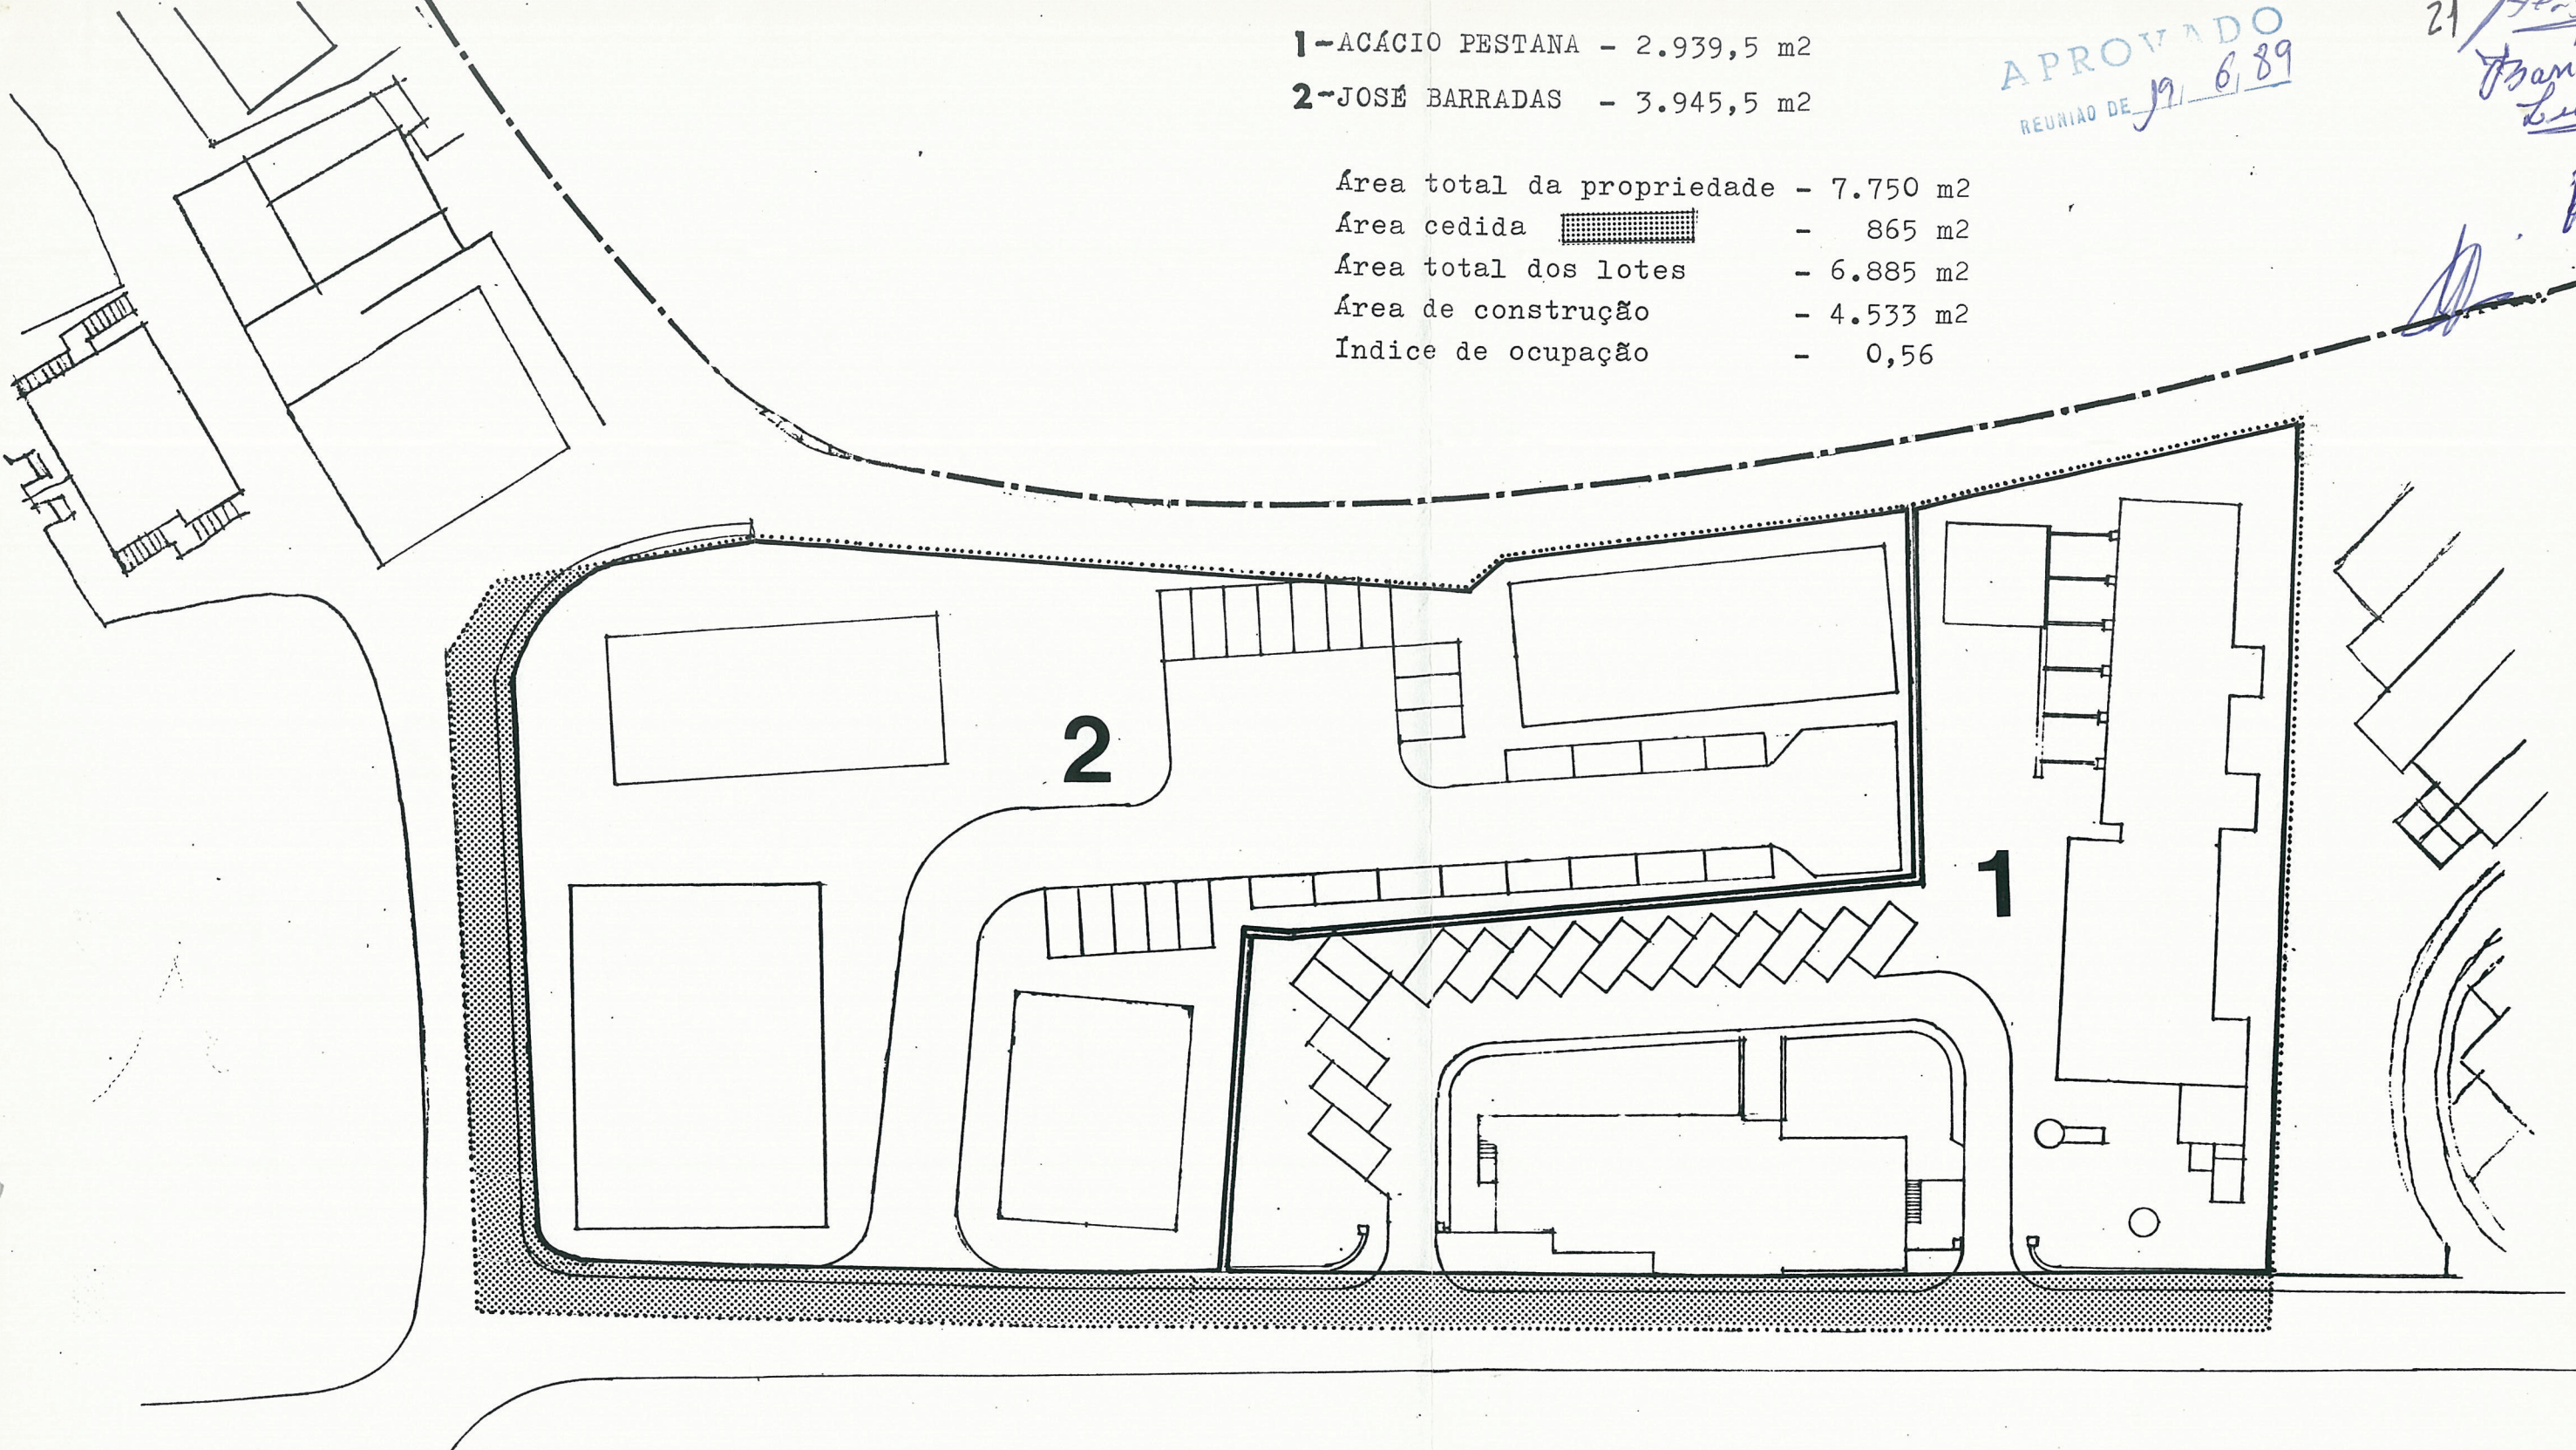 1-ACÁCIO PESTANA - 2.939,5 m2
2-JOSÉ BARRADAS - 3.945,5 m2
APROVADO
REUNIAO DE 19/6/89
21
Área total da propriedade - 7.750 m2
Área cedida - 865 m2
Área total dos lotes - 6.885 m2
Área de construção - 4.533 m2
Índice de ocupação - 0,56
2
1